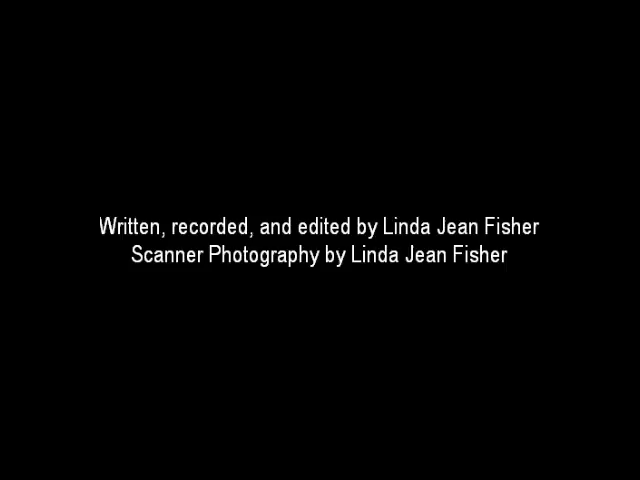 Written, recorded, and edited by Linda Jean Fisher
Scanner Photography by Linda Jean Fisher